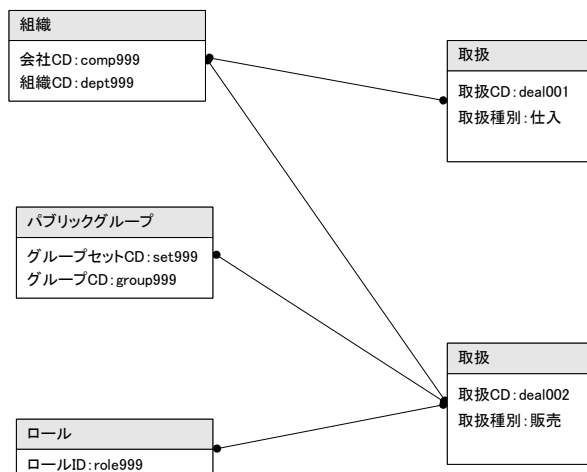 組織
会社CD:comp999
組織CD:dept999
取扱
取扱CD:deal001
取扱種別:仕入
パブリックグループ
グループセットCD:set999
グループCD:group999
取扱
取扱CD:deal002
取扱種別:販売
ロール
ロールID:role999